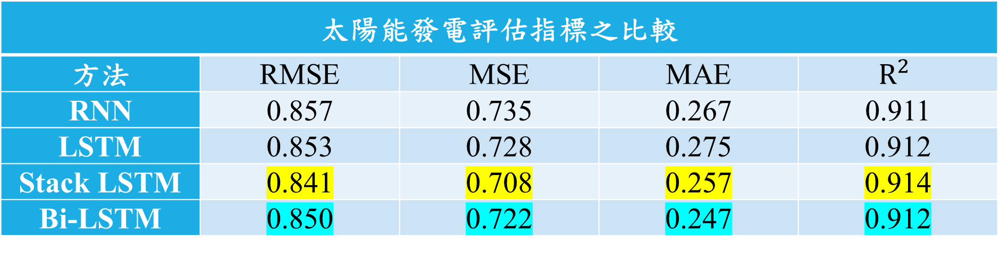 太陽能發電評估指標之比較
方法 RMSE MSE MAE R²
RNN 0.857 0.735 0.267 0.911
LSTM 0.853 0.728 0.275 0.912
Stack LSTM 0.841 0.708 0.257 0.914
Bi-LSTM 0.850 0.722 0.247 0.912